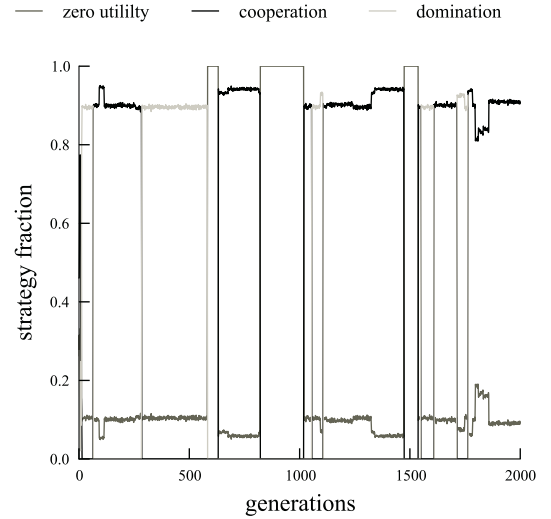 zero utililty cooperation domination
1.0
0.8
0.6
0.4
0.2
0.0
strategy fraction
0 500 1000 1500 2000
generations